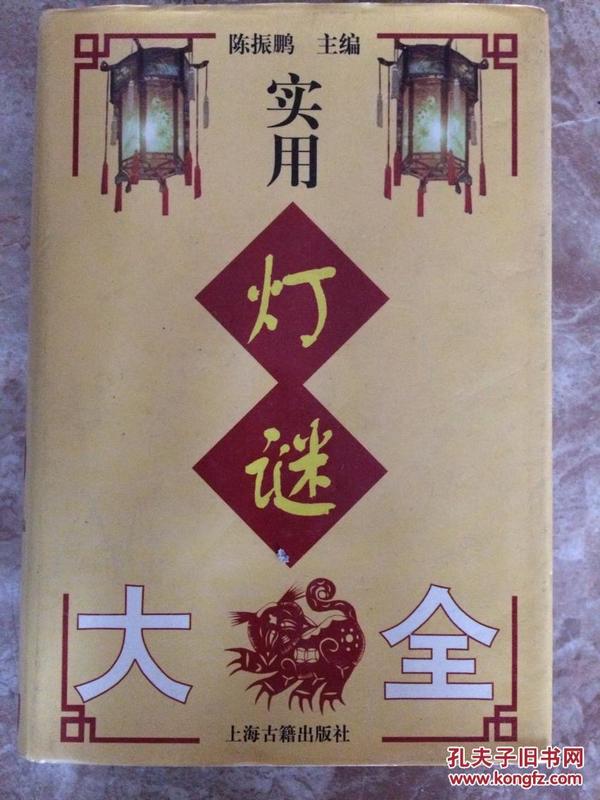 陈振鹏 主编
实用
灯
谜
大全
上海古籍出版社
孔夫子旧书网
www.kongfz.com